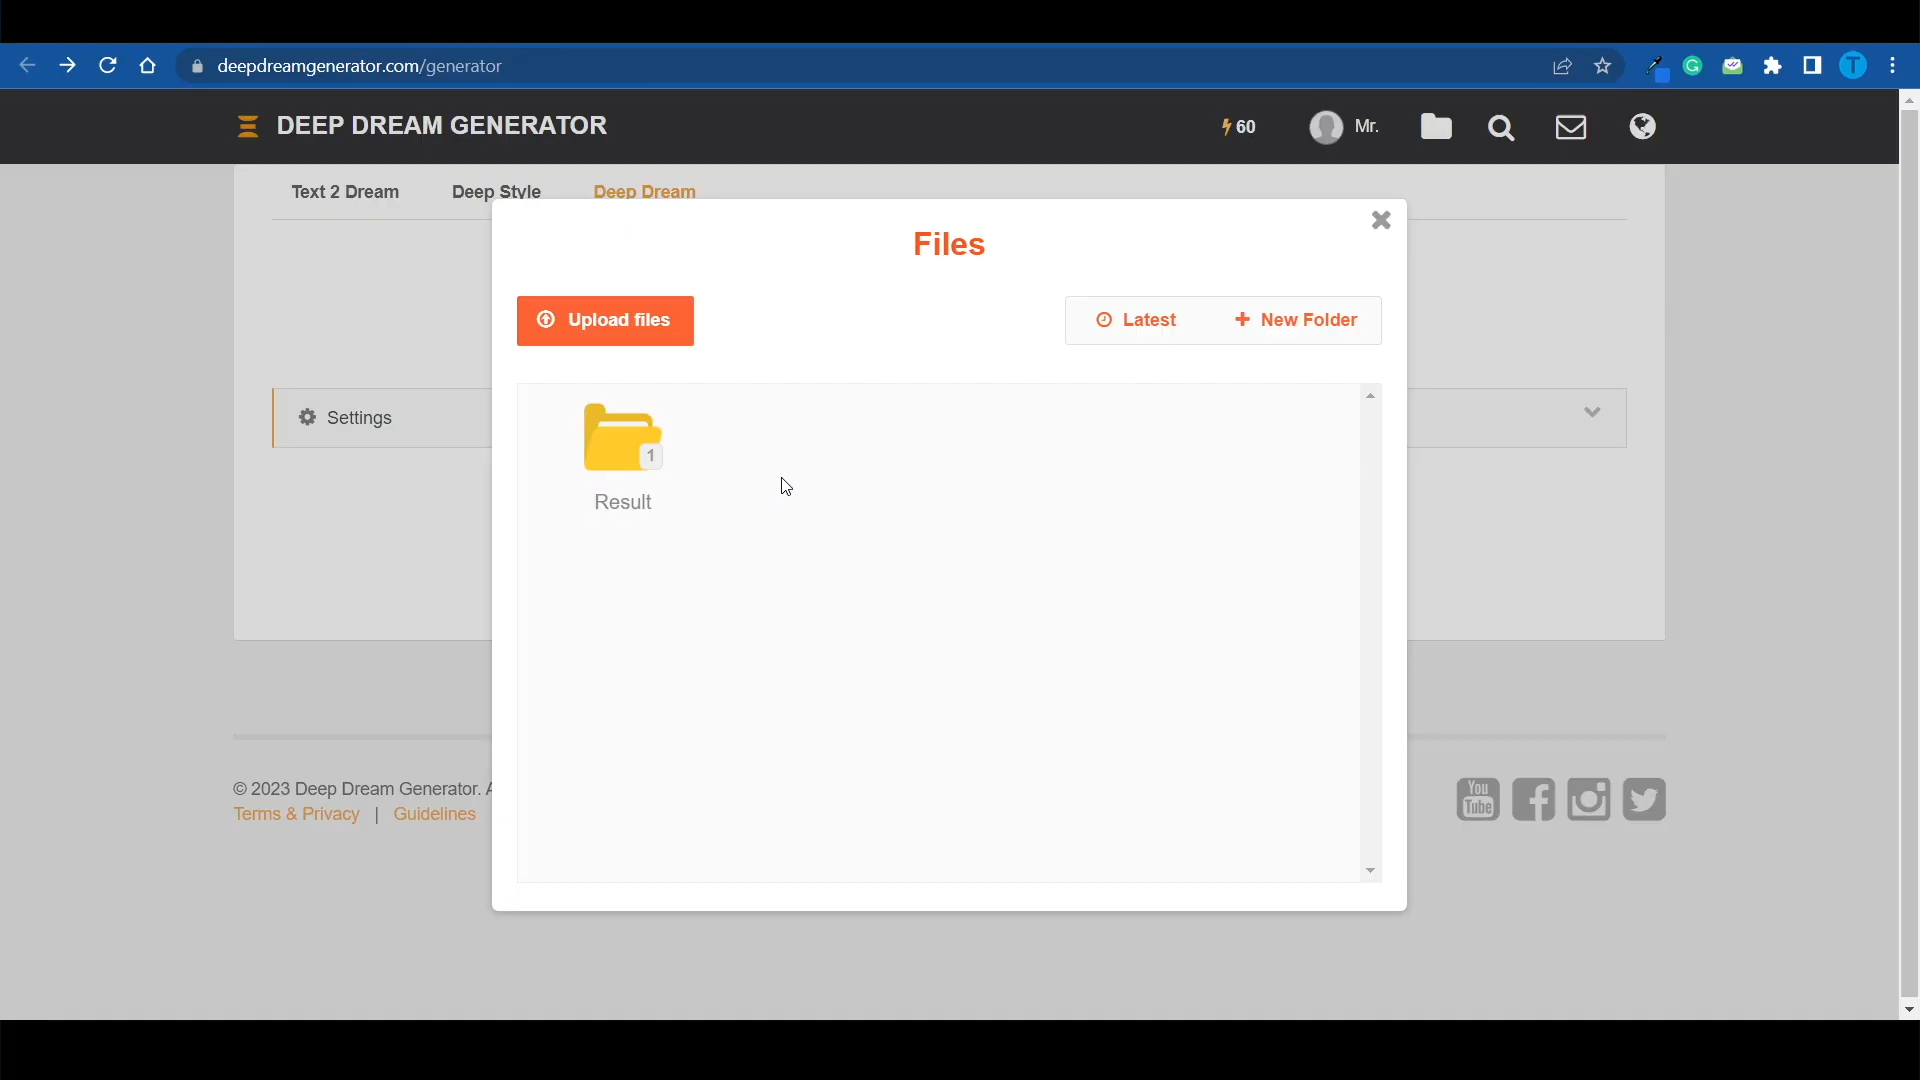 deepdreamgenerator.com/generator
T
DEEP DREAM GENERATOR
60
Mr.
Text 2 Dream
Deep Style
Deep Dream
Files
Upload files
Latest
New Folder
Settings
1
Result
© 2023 Deep Dream Generator. A
Terms & Privacy | Guidelines
You
Tube